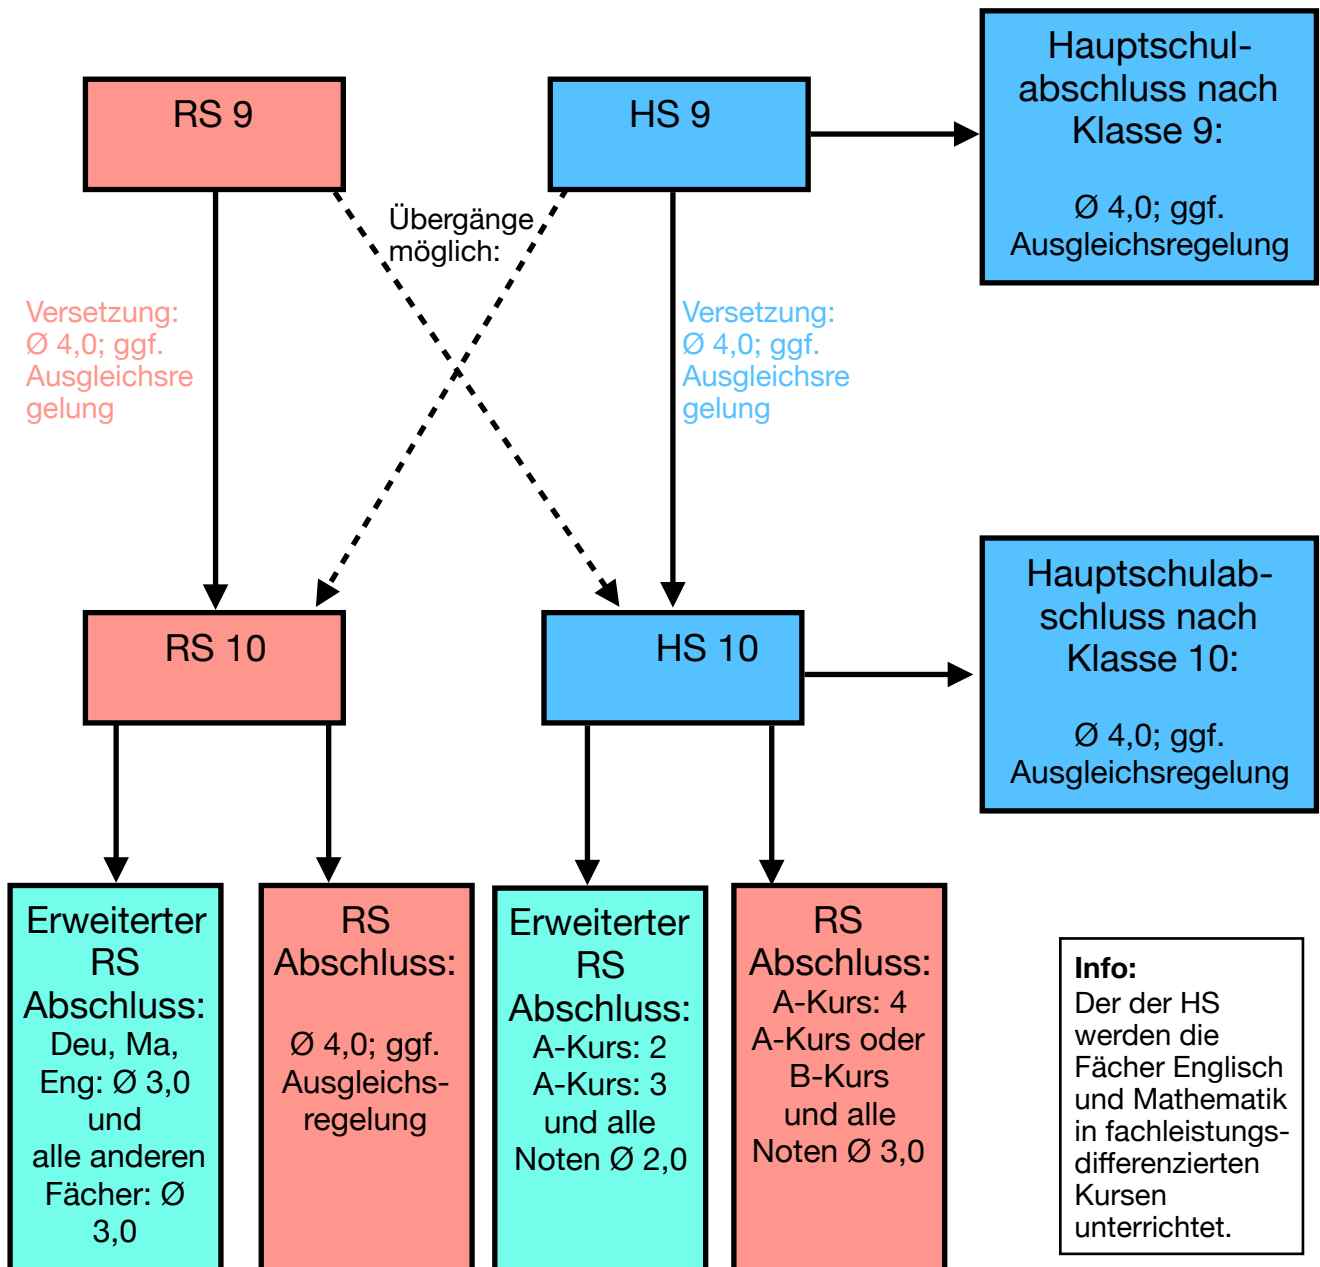 RS 9
HS 9
Hauptschul-
abschluss nach
Klasse 9:
Ø 4,0; ggf.
Ausgleichsregelung
Übergänge
möglich:
Versetzung:
Ø 4,0; ggf.
Ausgleichsre
gelung
Versetzung:
Ø 4,0; ggf.
Ausgleichsre
gelung
RS 10
HS 10
Hauptschulab-
schluss nach
Klasse 10:
Ø 4,0; ggf.
Ausgleichsregelung
Erweiterter
RS
Abschluss:
Deu, Ma,
Eng: Ø 3,0
und
alle anderen
Fächer: Ø
3,0
RS
Abschluss:
Ø 4,0; ggf.
Ausgleichs-
regelung
Erweiterter
RS
Abschluss:
A-Kurs: 2
A-Kurs: 3
und alle
Noten Ø 2,0
RS
Abschluss:
A-Kurs: 4
A-Kurs oder
B-Kurs
und alle
Noten Ø 3,0
Info:
Der der HS
werden die
Fächer Englisch
und Mathematik
in fachleistungs-
differenzierten
Kursen
unterrichtet.